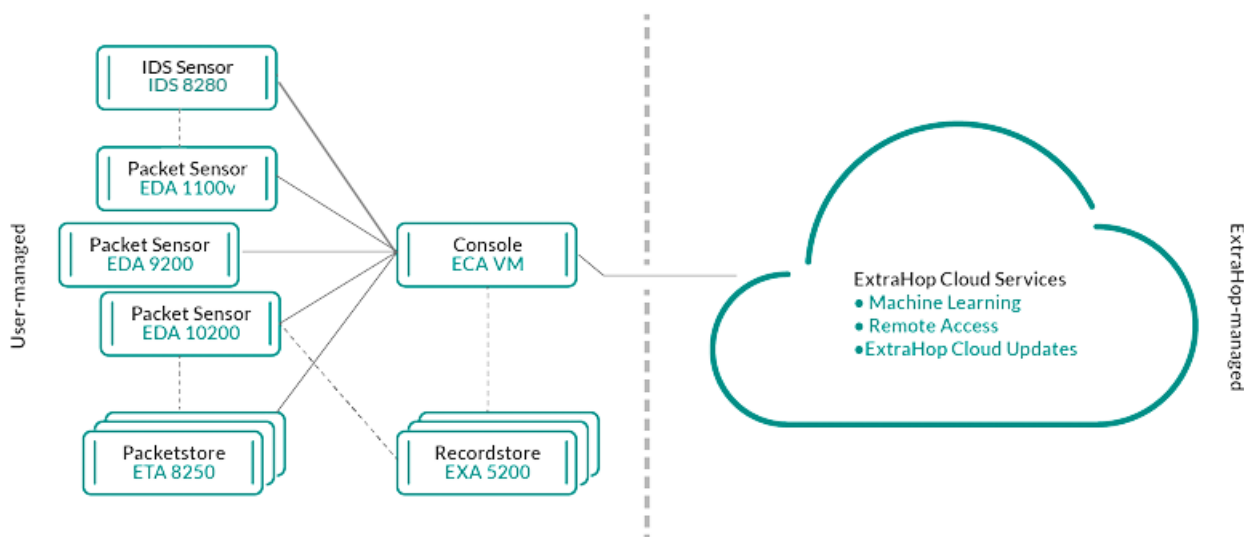 User-managed
IDS Sensor
IDS 8280
Packet Sensor
EDA 1100v
Packet Sensor
EDA 9200
Packet Sensor
EDA 10200
Packetstore
ETA 8250
Console
ECA VM
Recordstore
EXA 5200
ExtraHop Cloud Services
● Machine Learning
● Remote Access
●ExtraHop Cloud Updates
ExtraHop-managed